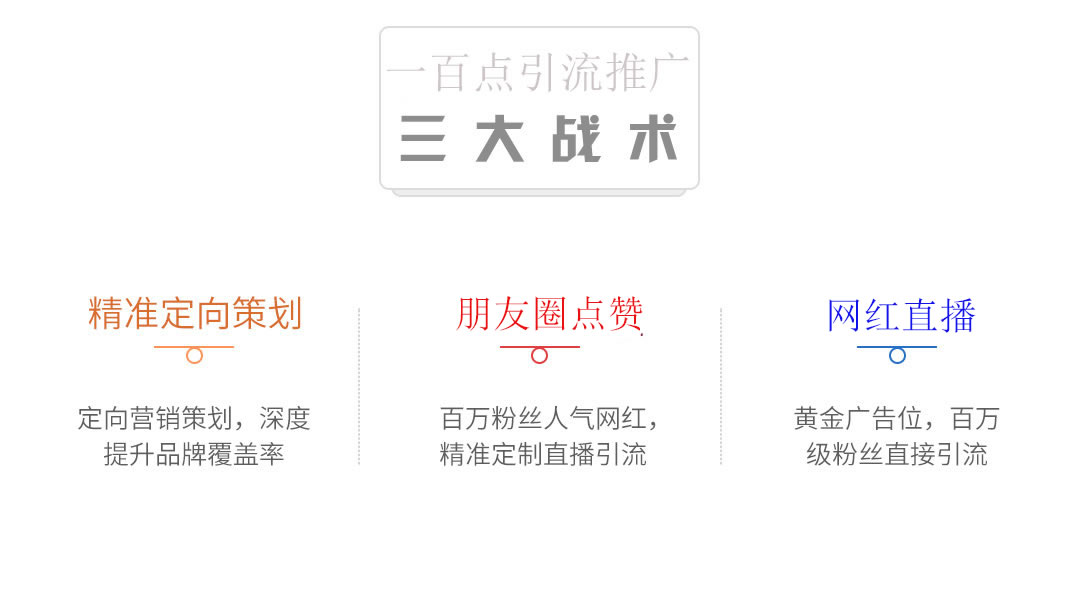 一百点引流推广
三大战术
精准定向策划
定向营销策划，深度
提升品牌覆盖率
朋友圈点赞
百万粉丝人气网红，
精准定制直播引流
网红直播
黄金广告位，百万
级粉丝直接引流